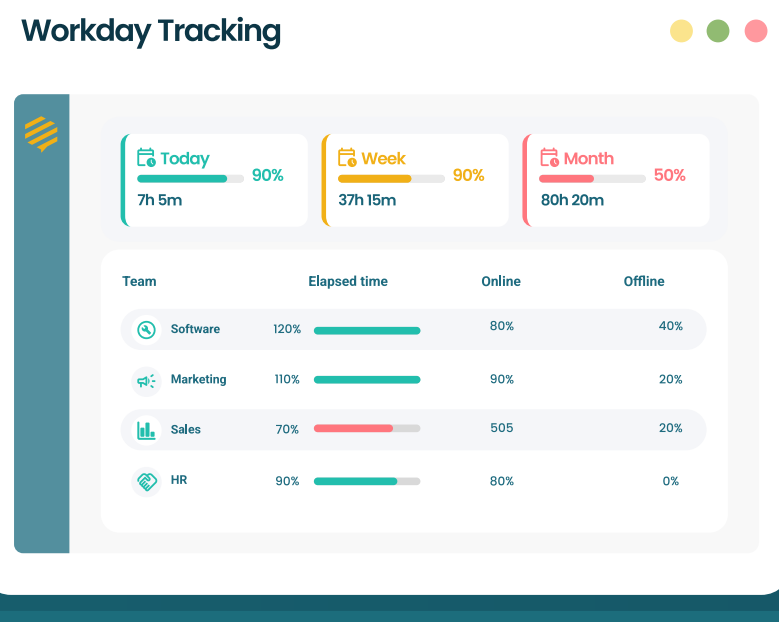 Workday Tracking
Today
90%
7h 5m
Week
90%
37h 15m
Month
50%
80h 20m
Team Elapsed time Online Offline
Software 120% 80% 40%
Marketing 110% 90% 20%
Sales 70% 505 20%
HR 90% 80% 0%